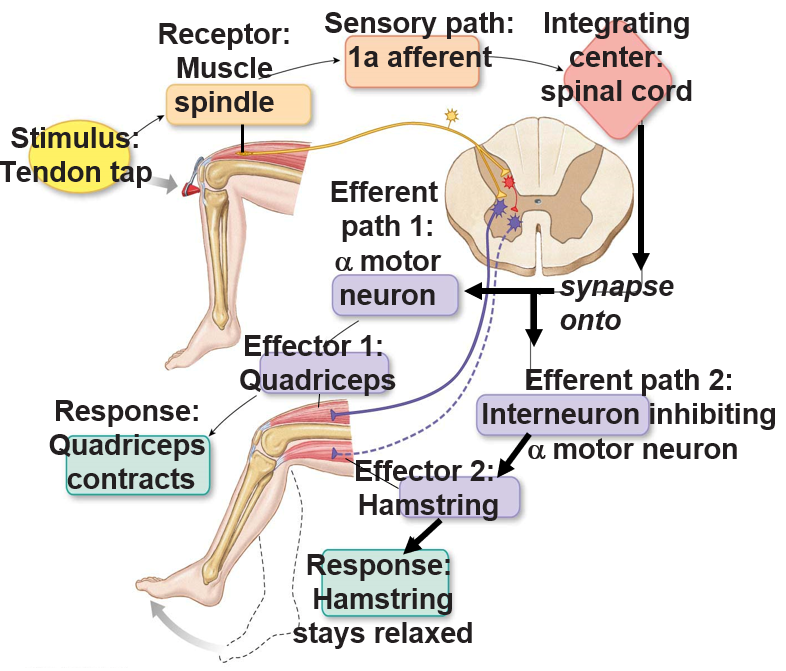 Stimulus:
Tendon tap
Receptor:
Muscle
spindle
Sensory path:
1a afferent
Integrating
center:
spinal cord
synapse
onto
Efferent
path 1:
α motor
neuron
Effector 1:
Quadriceps
Response:
Quadriceps
contracts
Efferent path 2:
Interneuron inhibiting
α motor neuron
Effector 2:
Hamstring
Response:
Hamstring
stays relaxed